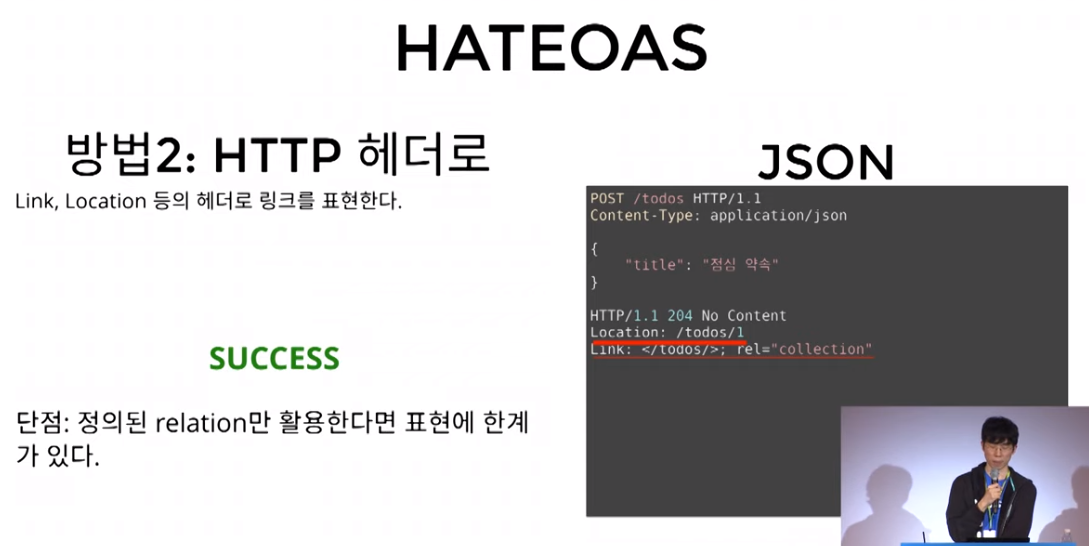 HATEOAS
방법2: HTTP 헤더로
Link, Location 등의 헤더로 링크를 표현한다.
SUCCESS
단점: 정의된 relation만 활용한다면 표현에 한계
가 있다.
JSON
POST /todos HTTP/1.1
Content-Type: application/json
{
"title": "점심 약속"
}
HTTP/1.1 204 No Content
Location: /todos/1
Link: </todos/>; rel="collection"